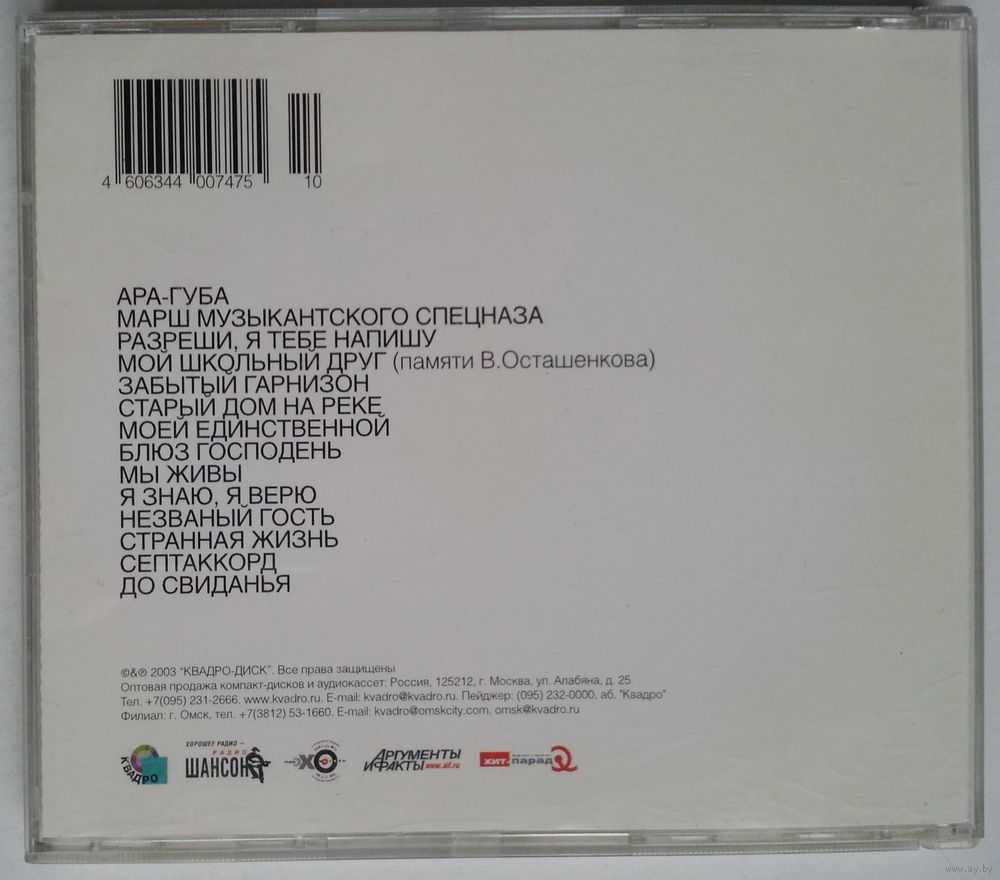 4 606344 007475 10
АРА-ГУБА
МАРШ МУЗЫКАНТСКОГО СПЕЦНАЗА
РАЗРЕШИ, Я ТЕБЕ НАПИШУ
МОЙ ШКОЛЬНЫЙ ДРУГ (памяти В.Осташенкова)
ЗАБЫТЫЙ ГАРНИЗОН
СТАРЫЙ ДОМ НА РЕКЕ
МОЕЙ ЕДИНСТВЕННОЙ
БЛЮЗ ГОСПОДЕНЬ
МЫ ЖИВЫ
Я ЗНАЮ, Я ВЕРЮ
НЕЗВАНЫЙ ГОСТЬ
СТРАННАЯ ЖИЗНЬ
СЕПТАККОРД
ДО СВИДАНЬЯ
©&℗ 2003 "КВАДРО-ДИСК". Все права защищены
Оптовая продажа компакт-дисков и аудиокассет: Россия, 125212, г. Москва, ул. Алабяна, д. 25
Тел. +7(095) 231-2666. www.kvadro.ru. E-mail: kvadro@kvadro.ru. Пейджер: (095) 232-0000, аб. "Квадро"
Филиал: г. Омск, тел. +7(3812) 53-1660. E-mail: kvadro@omskcity.com, omsk@kvadro.ru
КВАДРО
ХОРОШЕЕ РАДИО –
РАДИО
ШАНСОН
ЭХО
АРГУМЕНТЫ
И ФАКТЫ www.aif.ru
ХИТ-парад
www.ay.by